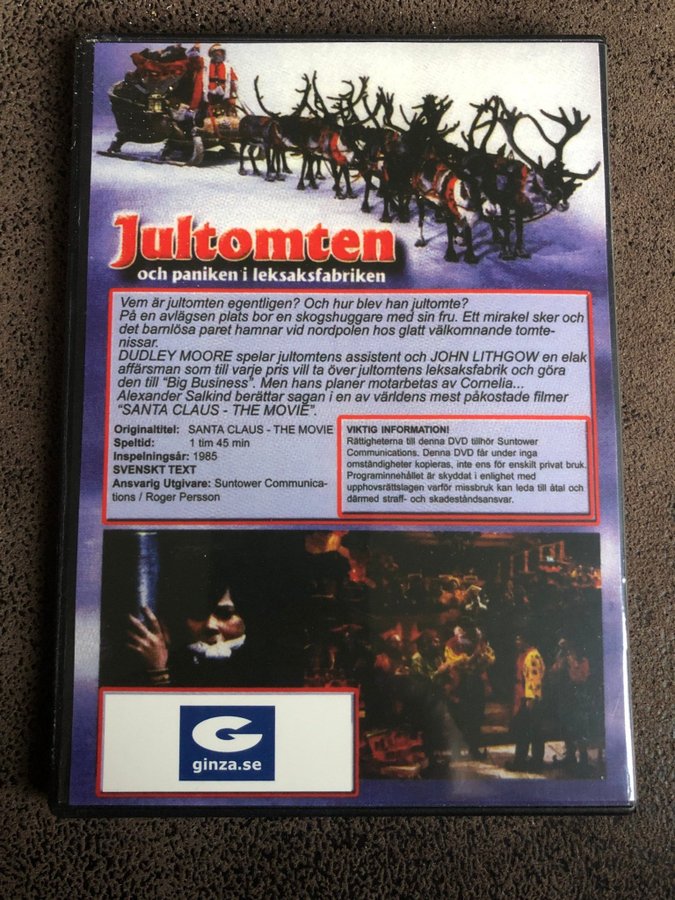 Jultomten
och paniken i leksaksfabriken
Vem är jultomten egentligen? Och hur blev han jultomte?
På en avlägsen plats bor en skogshuggare med sin fru. Ett mirakel sker och
det barnlösa paret hamnar vid nordpolen hos glatt välkomnande tomte-
nissar.
DUDLEY MOORE spelar jultomtens assistent och JOHN LITHGOW en elak
affärsman som till varje pris vill ta över jultomtens leksaksfabrik och göra
den till "Big Business". Men hans planer motarbetas av Cornelia...
Alexander Salkind berättar sagan i en av världens mest påkostade filmer
"SANTA CLAUS - THE MOVIE".
Originaltitel: SANTA CLAUS - THE MOVIE
Speltid: 1 tim 45 min
Inspelningsår: 1985
SVENSKT TEXT
Ansvarig Utgivare: Suntower Communica-
tions / Roger Persson
VIKTIG INFORMATION!
Rättigheterna till denna DVD tillhör Suntower
Communications. Denna DVD får under inga
omständigheter kopieras, inte ens för enskilt privat bruk.
Programinnehållet är skyddat i enlighet med
upphovsrättslagen varför missbruk kan leda till åtal och
därmed straff- och skadeståndsansvar.
G
ginza.se